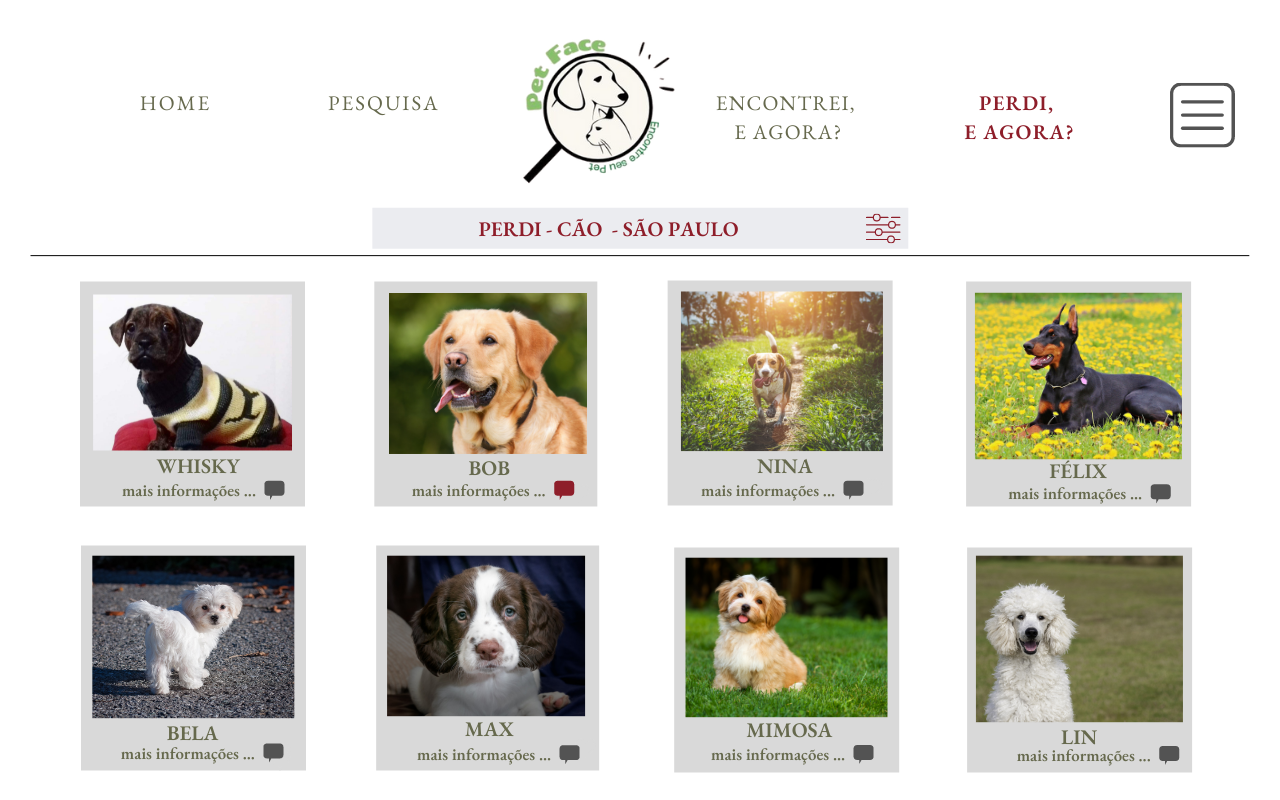 Pet Face
Encontre seu Pet
HOME
PESQUISA
ENCONTREI,
E AGORA?
PERDI,
E AGORA?
PERDI - CÃO - SÃO PAULO
WHISKY
mais informações ...
BOB
mais informações ...
NINA
mais informações ...
FÉLIX
mais informações ...
BELA
mais informações ...
MAX
mais informações ...
MIMOSA
mais informações ...
LIN
mais informações ...